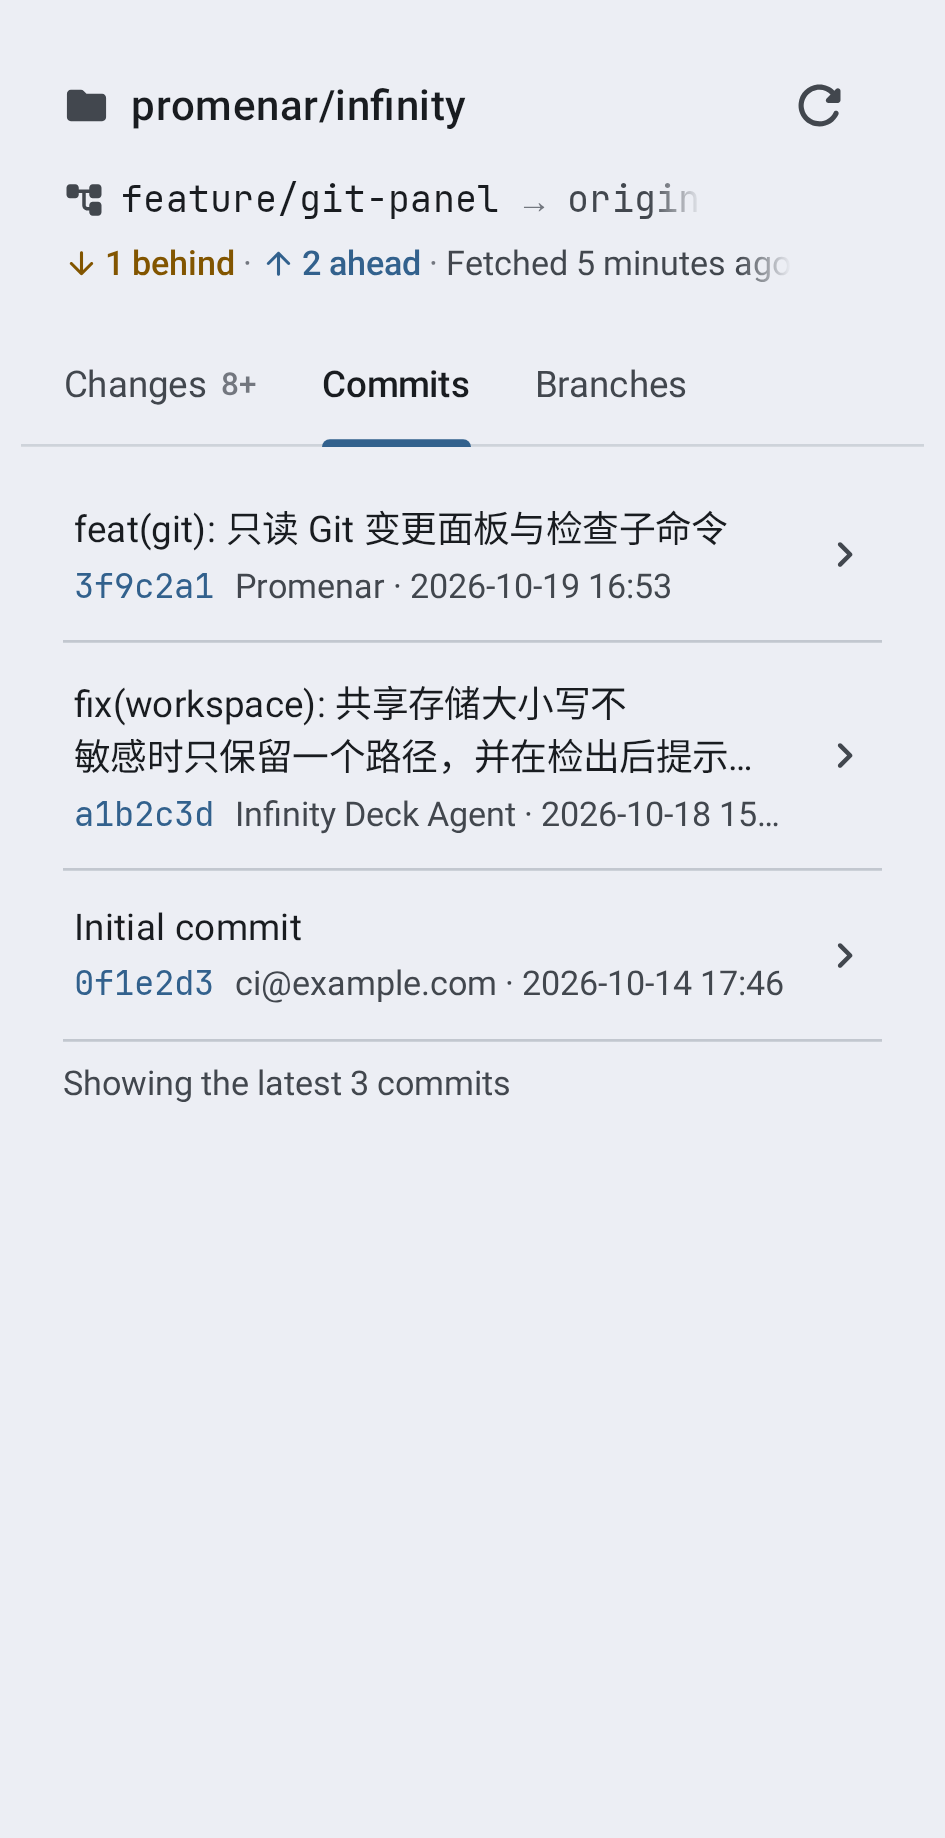 promenar/infinity
feature/git-panel → origin
↓ 1 behind · ↑ 2 ahead · Fetched 5 minutes ago
Changes 8+ Commits Branches
feat(git): 只读 Git 变更面板与检查子命令
3f9c2a1 Promenar · 2026-10-19 16:53
fix(workspace): 共享存储大小写不
敏感时只保留一个路径，并在检出后提示…
a1b2c3d Infinity Deck Agent · 2026-10-18 15…
Initial commit
0f1e2d3 ci@example.com · 2026-10-14 17:46
Showing the latest 3 commits